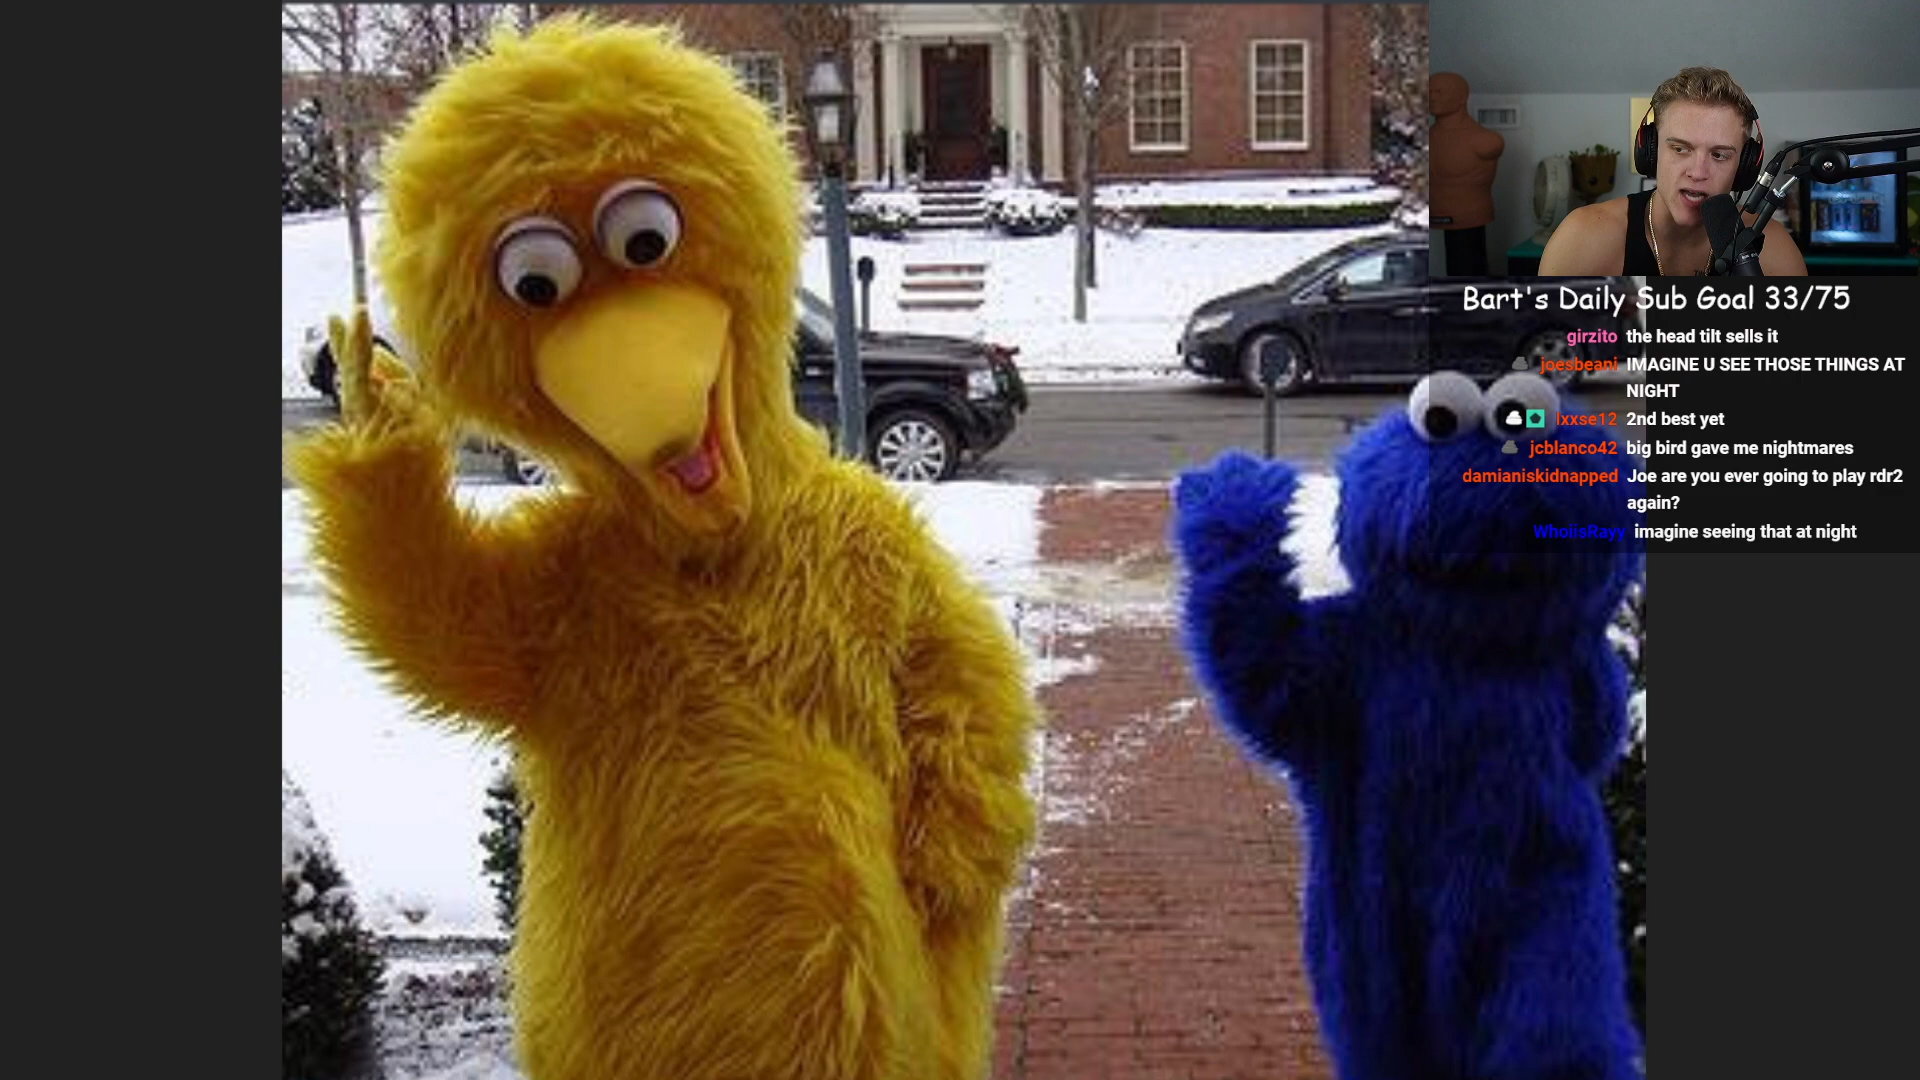 Bart's Daily Sub Goal 33/75
girzito the head tilt sells it
joesbeani IMAGINE U SEE THOSE THINGS AT
NIGHT
lxxse12 2nd best yet
jcblanco42 big bird gave me nightmares
damianiskidnapped Joe are you ever going to play rdr2
again?
WhoiisRayy imagine seeing that at night